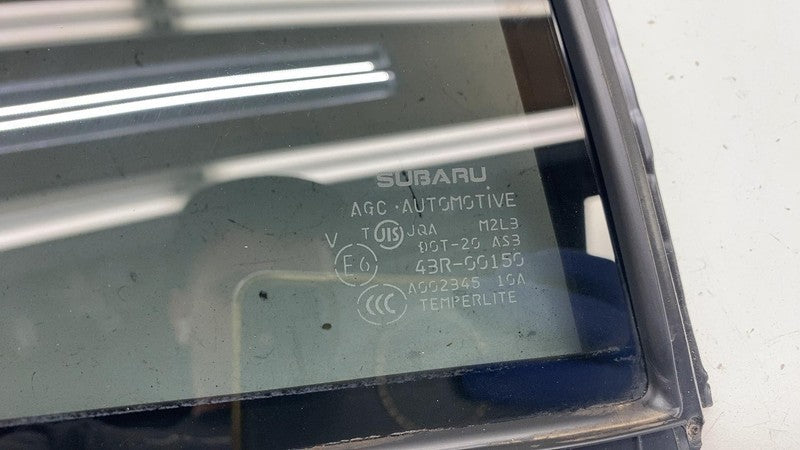 SUBARU
AGC AUTOMOTIVE
T JIS JQA M2L3
V DOT-20 AS3
E6 43R-00150
A002345 10A
CCC TEMPERLITE